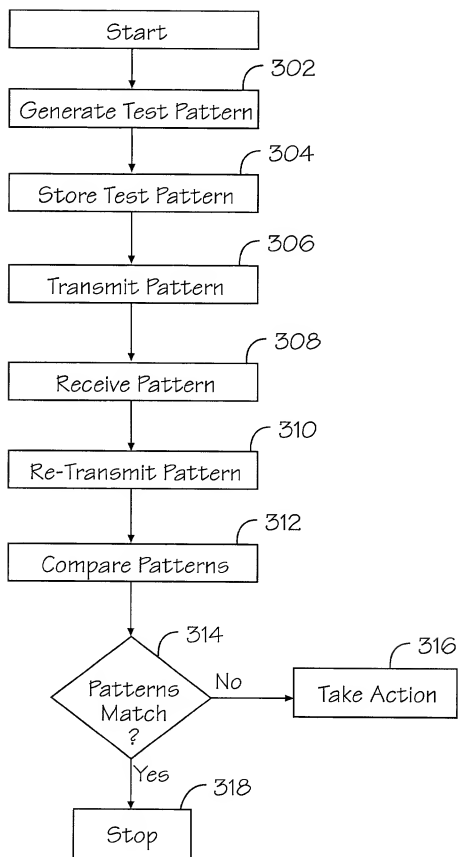 Start
302
Generate Test Pattern
304
Store Test Pattern
306
Transmit Pattern
308
Receive Pattern
310
Re-Transmit Pattern
312
Compare Patterns
314
Patterns
Match
?
No
316
Take Action
Yes
318
Stop